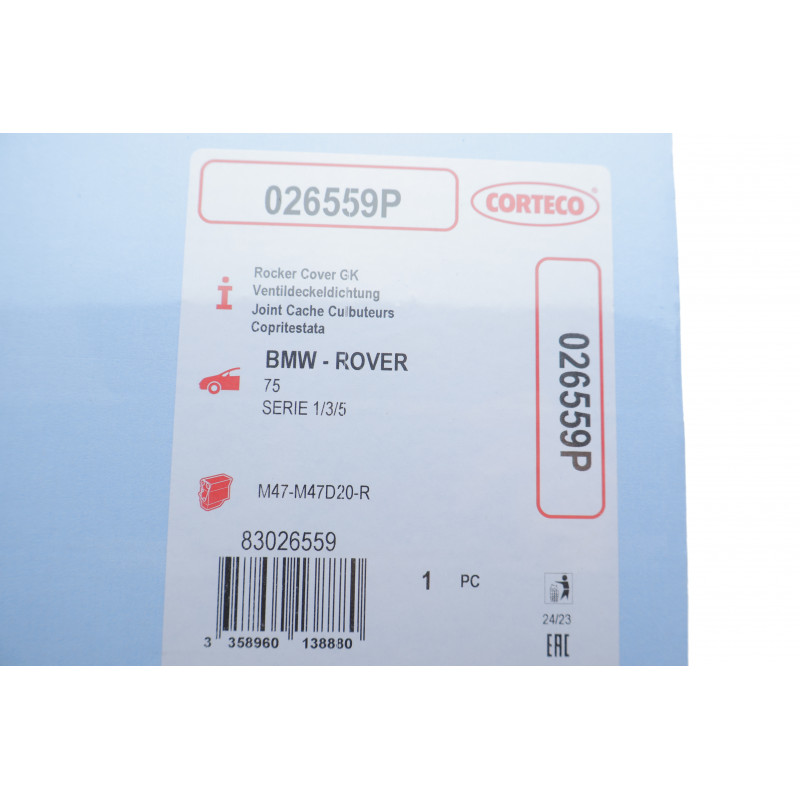 026559P
CORTECO®
i
Rocker Cover GK
Ventildeckeldichtung
Joint Cache Culbuteurs
Copritestata
BMW - ROVER
75
SERIE 1/3/5
026559P
M47-M47D20-R
83026559
1 PC
3 358960 138880
24/23
EAC